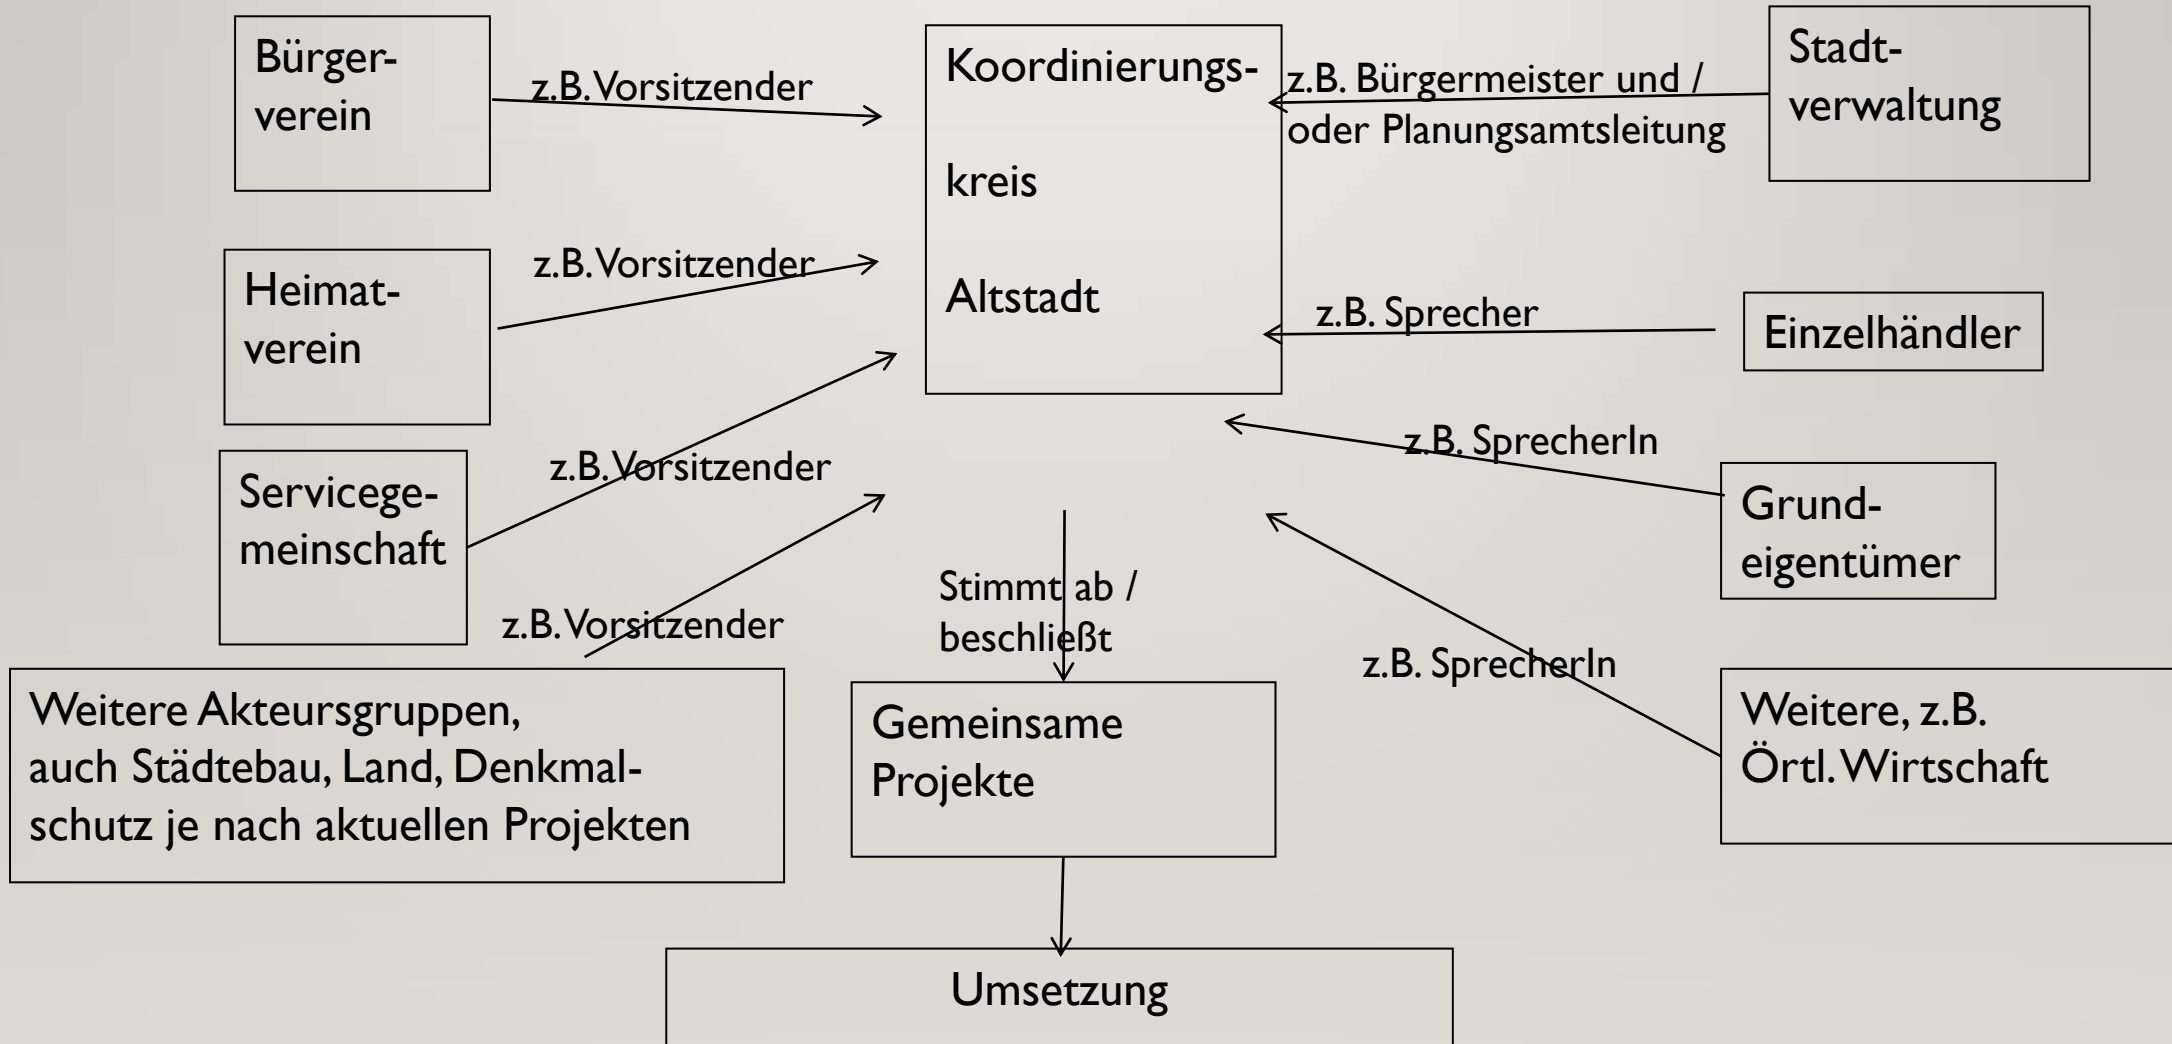 Bürger-
verein
z.B. Vorsitzender
Koordinierungs-
kreis
Altstadt
z.B. Bürgermeister und /
oder Planungsamtsleitung
Stadt-
verwaltung
Heimat-
verein
z.B. Vorsitzender
z.B. Sprecher
Einzelhändler
Servicege-
meinschaft
z.B. Vorsitzender
z.B. SprecherIn
Grund-
eigentümer
z.B. Vorsitzender
Weitere Akteursgruppen,
auch Städtebau, Land, Denkmal-
schutz je nach aktuellen Projekten
Stimmt ab /
beschließt
Gemeinsame
Projekte
z.B. SprecherIn
Weitere, z.B.
Örtl. Wirtschaft
Umsetzung